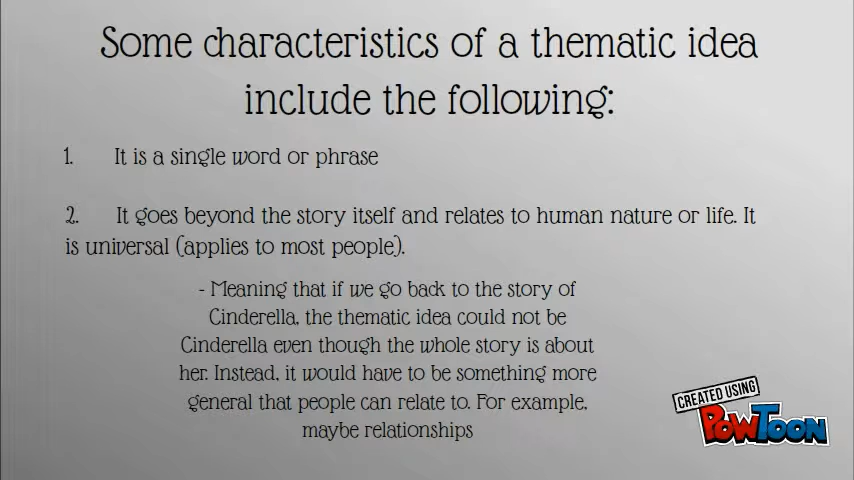 Some characteristics of a thematic idea
include the following:
1. It is a single word or phrase
2. It goes beyond the story itself and relates to human nature or life. It
is universal (applies to most people).
- Meaning that if we go back to the story of
Cinderella, the thematic idea could not be
Cinderella even though the whole story is about
her. Instead, it would have to be something more
general that people can relate to. For example,
maybe relationships
CREATED USING
POWTOON